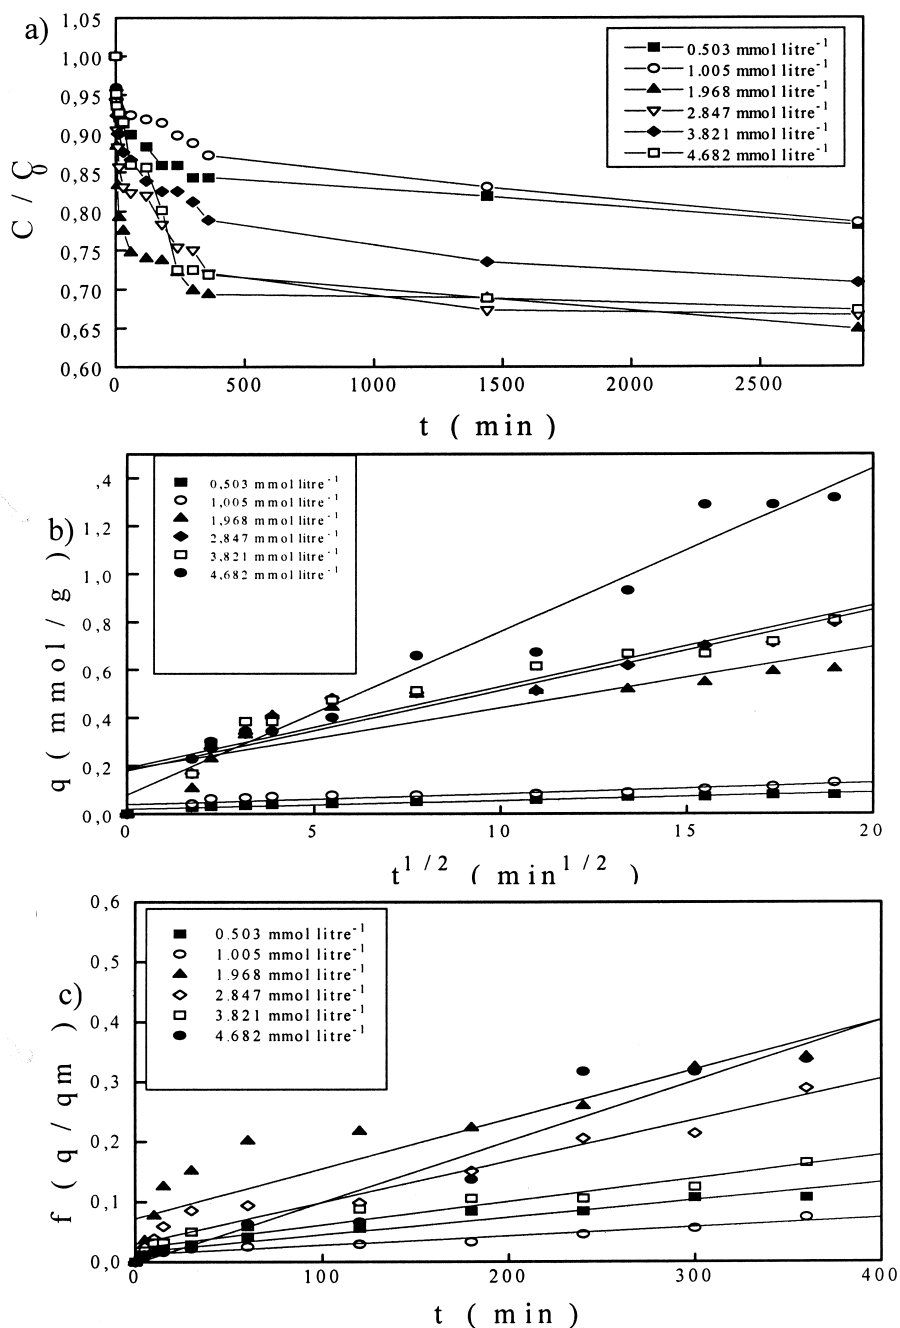 a)
1,05
1,00
0,95
0,90
0,85
0,80
0,75
0,70
0,65
0,60
C / C0
0.503 mmol litre-1
1.005 mmol litre-1
1.968 mmol litre-1
2.847 mmol litre-1
3.821 mmol litre-1
4.682 mmol litre-1
0 500 1000 1500 2000 2500
t ( min )
b)
,4
1,2
1,0
0,8
0,6
0,4
0,2
0,0
q ( mmol / g )
0,503 mmol litre-1
1,005 mmol litre-1
1,968 mmol litre-1
2,847 mmol litre-1
3,821 mmol litre-1
4,682 mmol litre-1
0 5 10 15 20
t1/2 ( min1/2 )
c)
0,6
0,5
0,4
0,3
0,2
0,1
0,0
f ( q / qm )
0.503 mmol litre-1
1.005 mmol litre-1
1.968 mmol litre-1
2.847 mmol litre-1
3.821 mmol litre-1
4.682 mmol litre-1
0 100 200 300 400
t ( min )